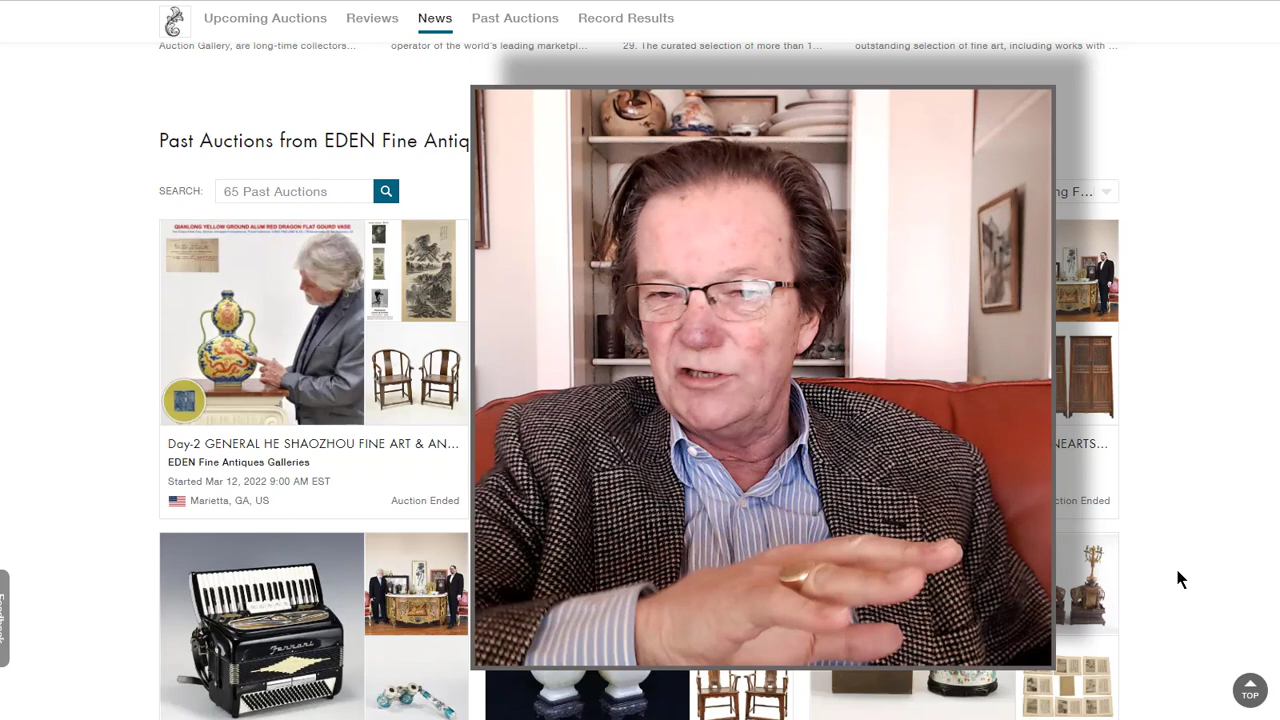 Upcoming Auctions Reviews News Past Auctions Record Results
Auction Gallery, are long-time collectors... operator of the world's leading marketpl... 29. The curated selection of more than 1... outstanding selection of fine art, including works with ...
Past Auctions from EDEN Fine Antiq
SEARCH: 65 Past Auctions
ng F...
QIANLONG YELLOW GROUND ALUM RED DRAGON FLAT GOURD VASE
Day-2 GENERAL HE SHAOZHOU FINE ART & AN...
NEARTS...
EDEN Fine Antiques Galleries
Started Mar 12, 2022 9:00 AM EST
Marietta, GA, US Auction Ended
ction Ended
Feedback
Ferrari
TOP